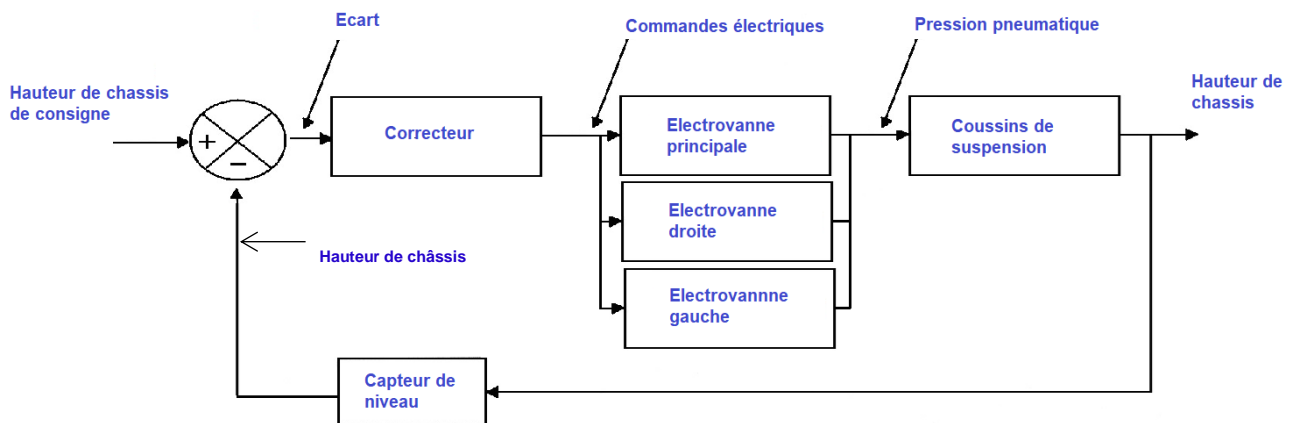 Ecart
Commandes électriques
Pression pneumatique
Hauteur de chassis
de consigne
Hauteur de
chassis
+
−
Correcteur
Electrovanne
principale
Coussins de
suspension
Electrovanne
droite
Hauteur de châssis
Electrovannne
gauche
Capteur de
niveau